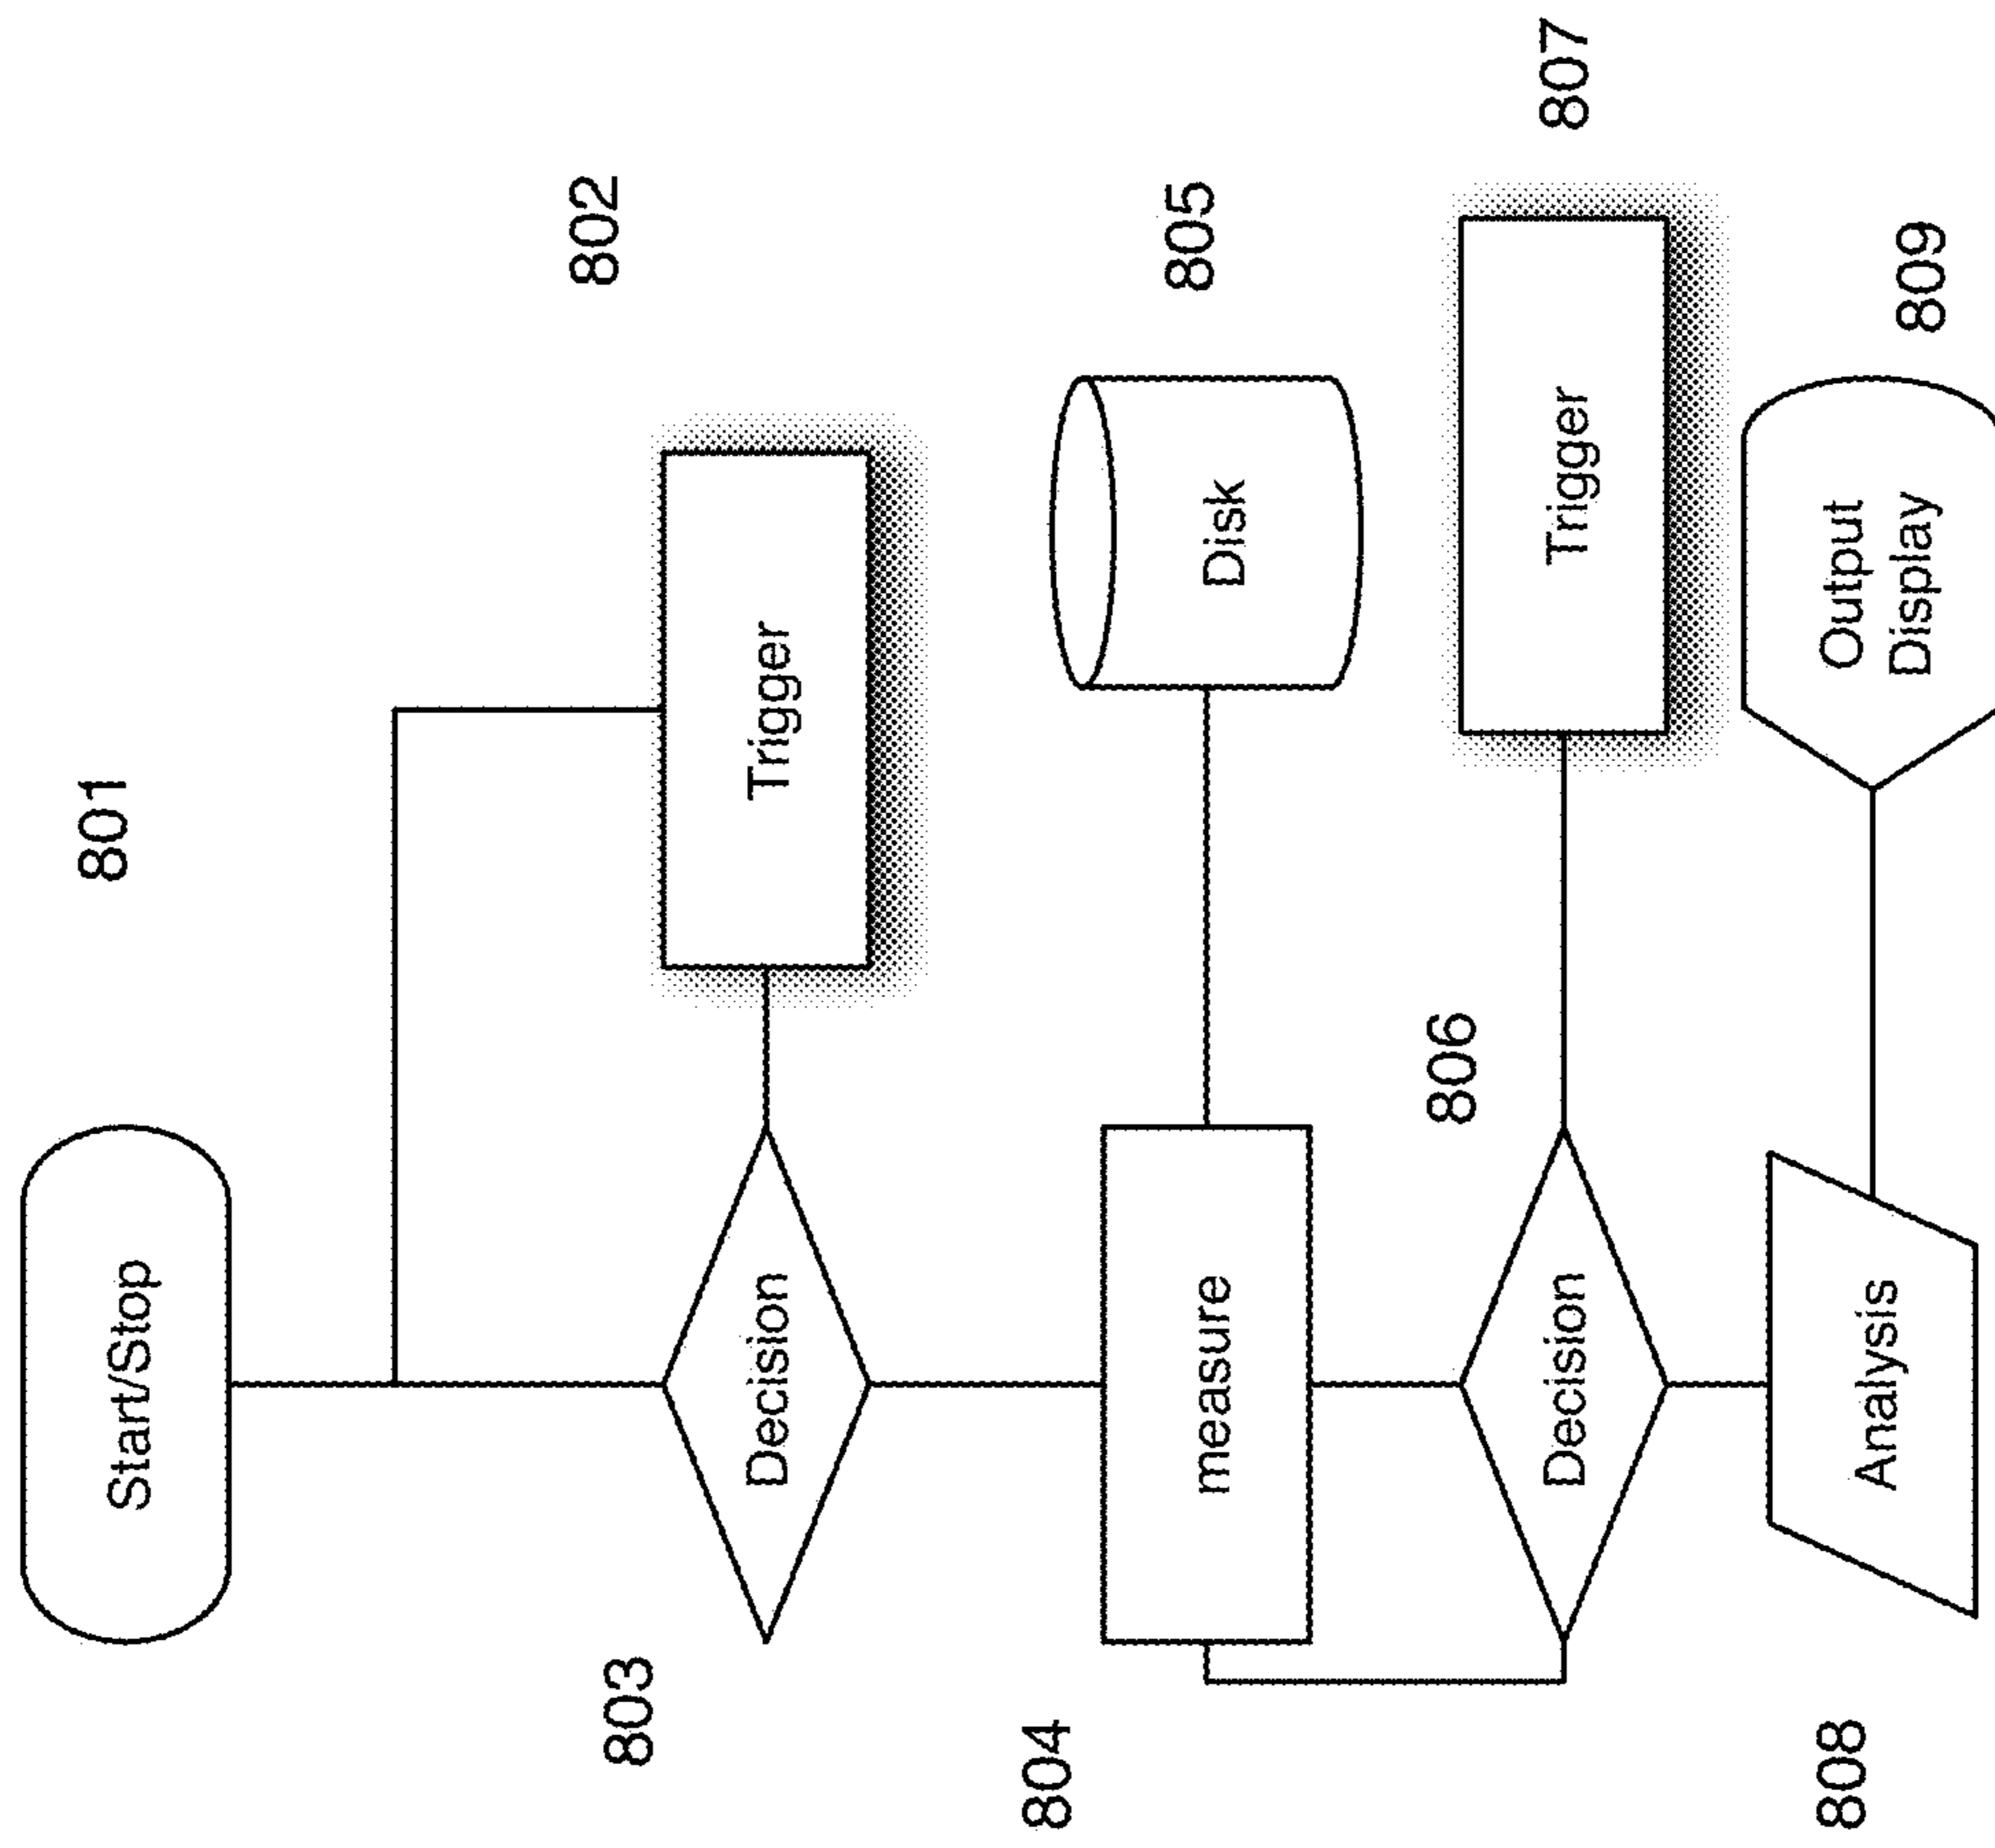 801
Start/Stop
802
Trigger
803
Decision
804
measure
805
Disk
806
Decision
807
Trigger
808
Analysis
809
Output
Display